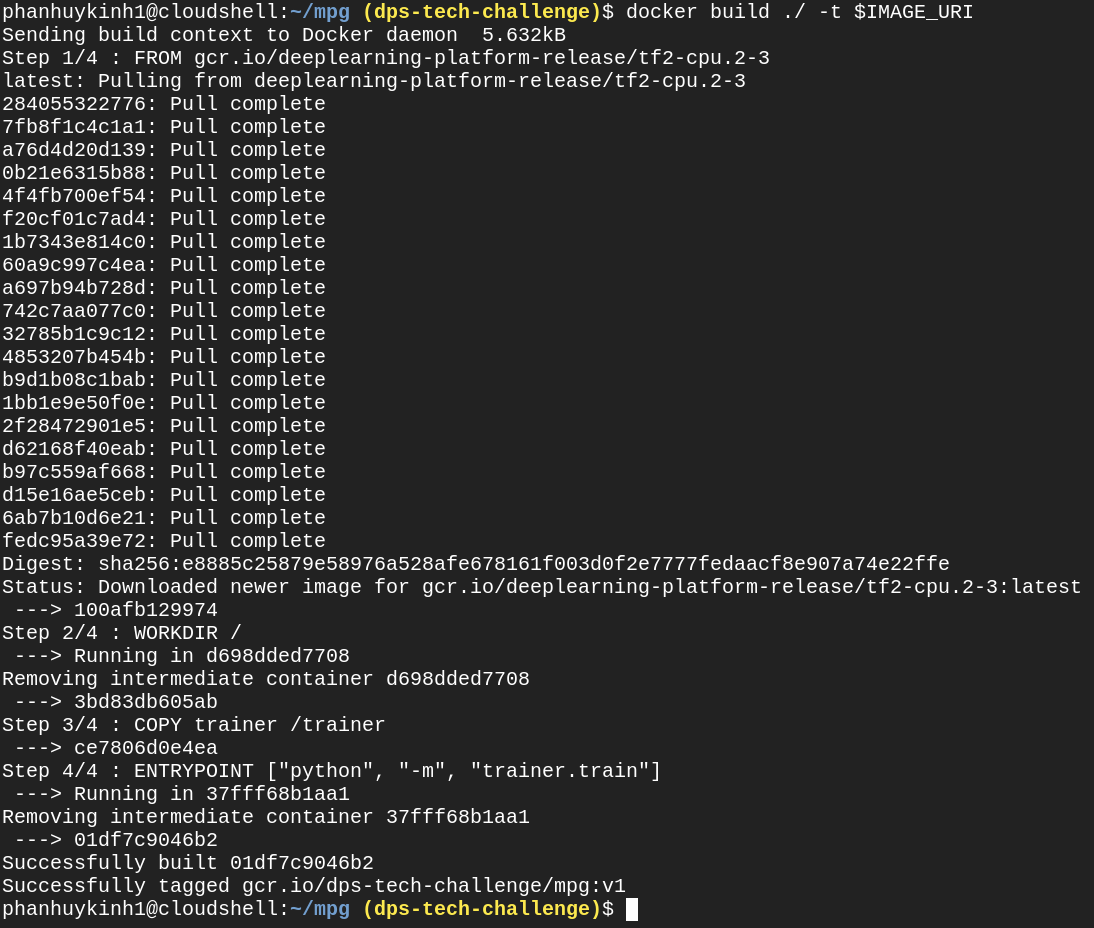 phanhuykinh1@cloudshell:~/mpg (dps-tech-challenge)$ docker build ./ -t $IMAGE_URI
Sending build context to Docker daemon  5.632kB
Step 1/4 : FROM gcr.io/deeplearning-platform-release/tf2-cpu.2-3
latest: Pulling from deeplearning-platform-release/tf2-cpu.2-3
284055322776: Pull complete
7fb8f1c4c1a1: Pull complete
a76d4d20d139: Pull complete
0b21e6315b88: Pull complete
4f4fb700ef54: Pull complete
f20cf01c7ad4: Pull complete
1b7343e814c0: Pull complete
60a9c997c4ea: Pull complete
a697b94b728d: Pull complete
742c7aa077c0: Pull complete
32785b1c9c12: Pull complete
4853207b454b: Pull complete
b9d1b08c1bab: Pull complete
1bb1e9e50f0e: Pull complete
2f28472901e5: Pull complete
d62168f40eab: Pull complete
b97c559af668: Pull complete
d15e16ae5ceb: Pull complete
6ab7b10d6e21: Pull complete
fedc95a39e72: Pull complete
Digest: sha256:e8885c25879e58976a528afe678161f003d0f2e7777fedaacf8e907a74e22ffe
Status: Downloaded newer image for gcr.io/deeplearning-platform-release/tf2-cpu.2-3:latest
 ---> 100afb129974
Step 2/4 : WORKDIR /
 ---> Running in d698dded7708
Removing intermediate container d698dded7708
 ---> 3bd83db605ab
Step 3/4 : COPY trainer /trainer
 ---> ce7806d0e4ea
Step 4/4 : ENTRYPOINT ["python", "-m", "trainer.train"]
 ---> Running in 37fff68b1aa1
Removing intermediate container 37fff68b1aa1
 ---> 01df7c9046b2
Successfully built 01df7c9046b2
Successfully tagged gcr.io/dps-tech-challenge/mpg:v1
phanhuykinh1@cloudshell:~/mpg (dps-tech-challenge)$